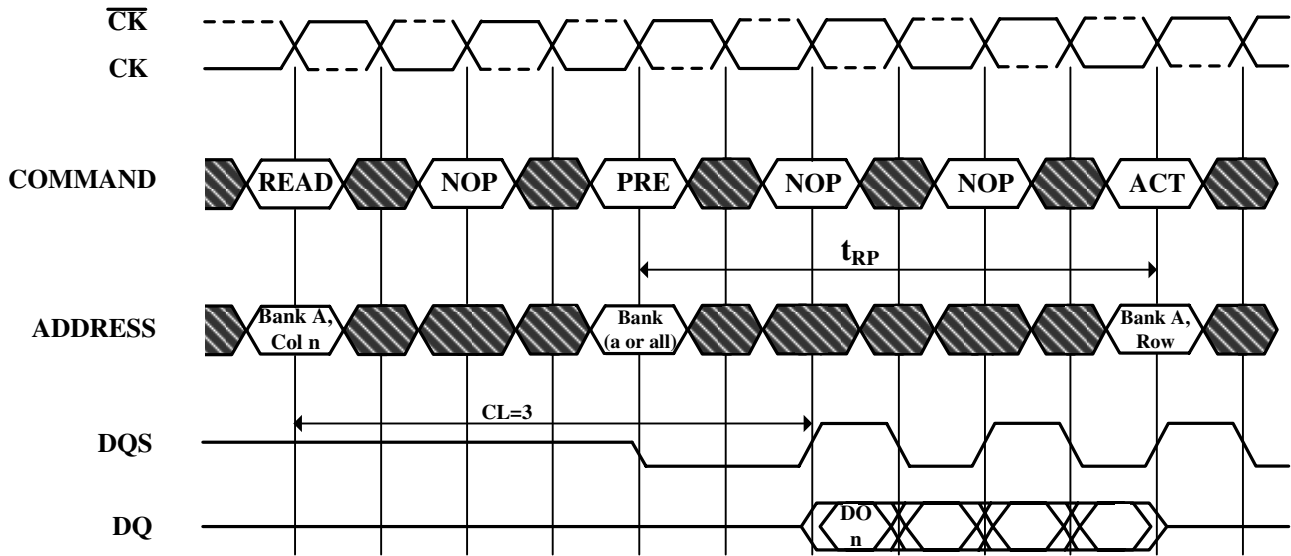 CK
CK
COMMAND
READ NOP PRE NOP NOP ACT
tRP
ADDRESS
Bank A, Col n
Bank (a or all)
Bank A, Row
CL=3
DQS
DQ
DO n